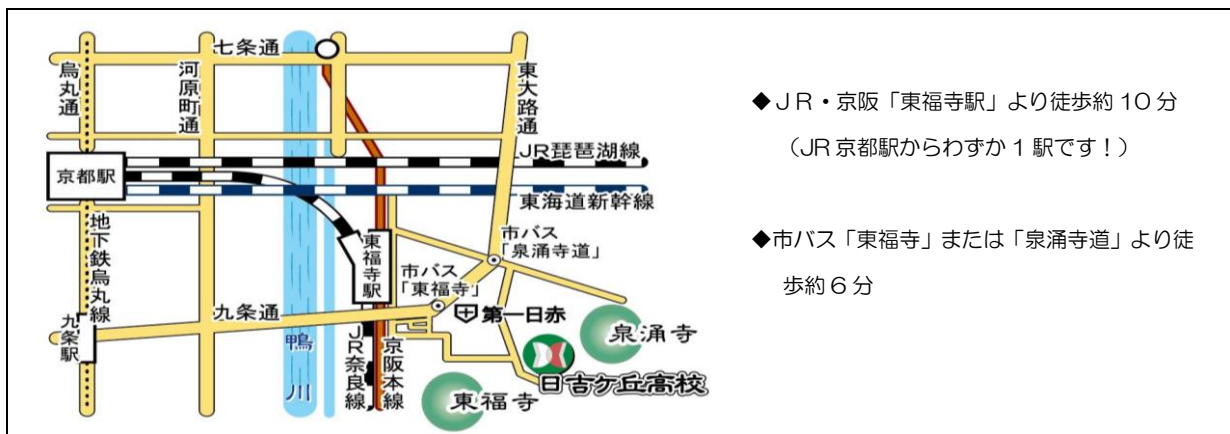 七条通
烏丸通
河原町通
東大路通
JR琵琶湖線
京都駅
東海道新幹線
地下鉄烏丸線
東福寺駅
市バス
「泉涌寺道」
市バス
「東福寺」
九条通
第一日赤
九条駅
鴨川
JR奈良線
京阪本線
泉涌寺
日吉ケ丘高校
東福寺
◆JR・京阪「東福寺駅」より徒歩約10分
（JR京都駅からわずか1駅です！）
◆市バス「東福寺」または「泉涌寺道」より徒
歩約6分